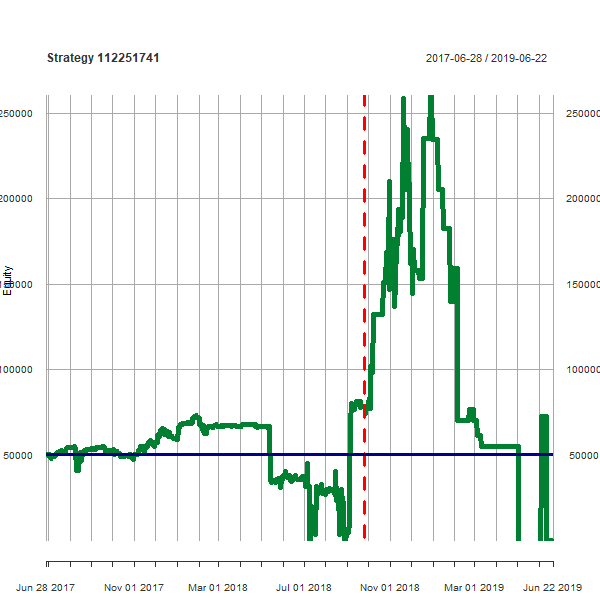 Strategy 112251741
2017-06-28 / 2019-06-22
250000
250000
200000
200000
Equity
150000
100000
100000
50000
50000
Jun 28 2017
Nov 01 2017
Mar 01 2018
Jul 01 2018
Nov 01 2018
Mar 01 2019
Jun 22 2019